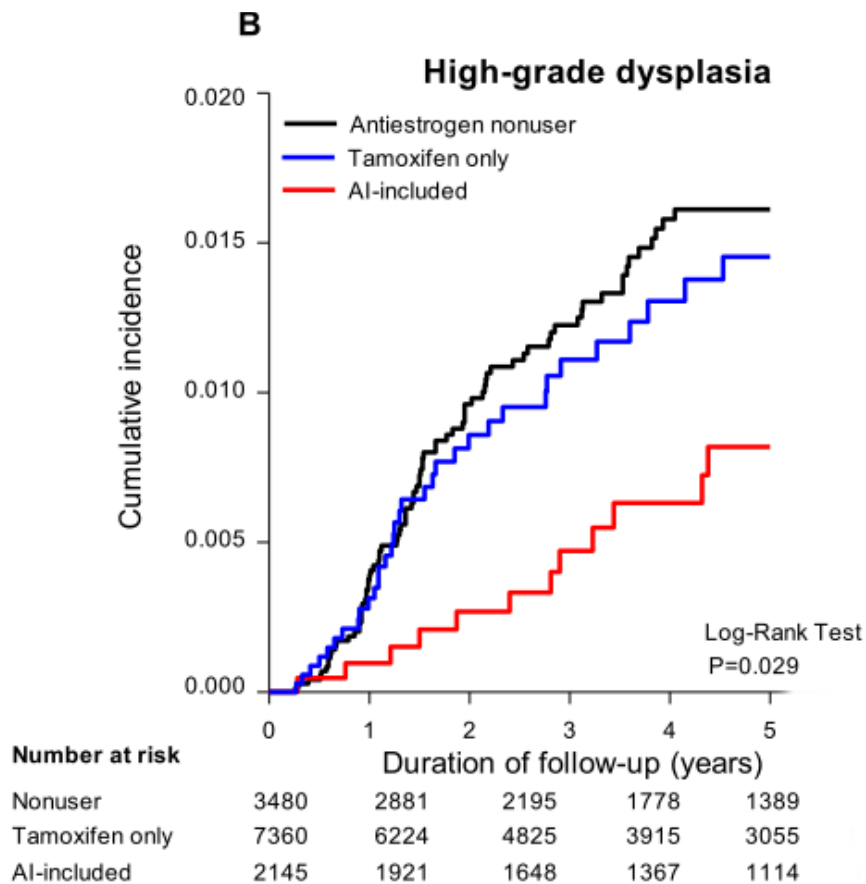 B
High-grade dysplasia
0.020
Antiestrogen nonuser
Tamoxifen only
AI-included
0.015
0.010
0.005
0.000
Cumulative incidence
Log-Rank Test
P=0.029
0 1 2 3 4 5
Duration of follow-up (years)
Number at risk
Nonuser 3480 2881 2195 1778 1389
Tamoxifen only 7360 6224 4825 3915 3055
AI-included 2145 1921 1648 1367 1114